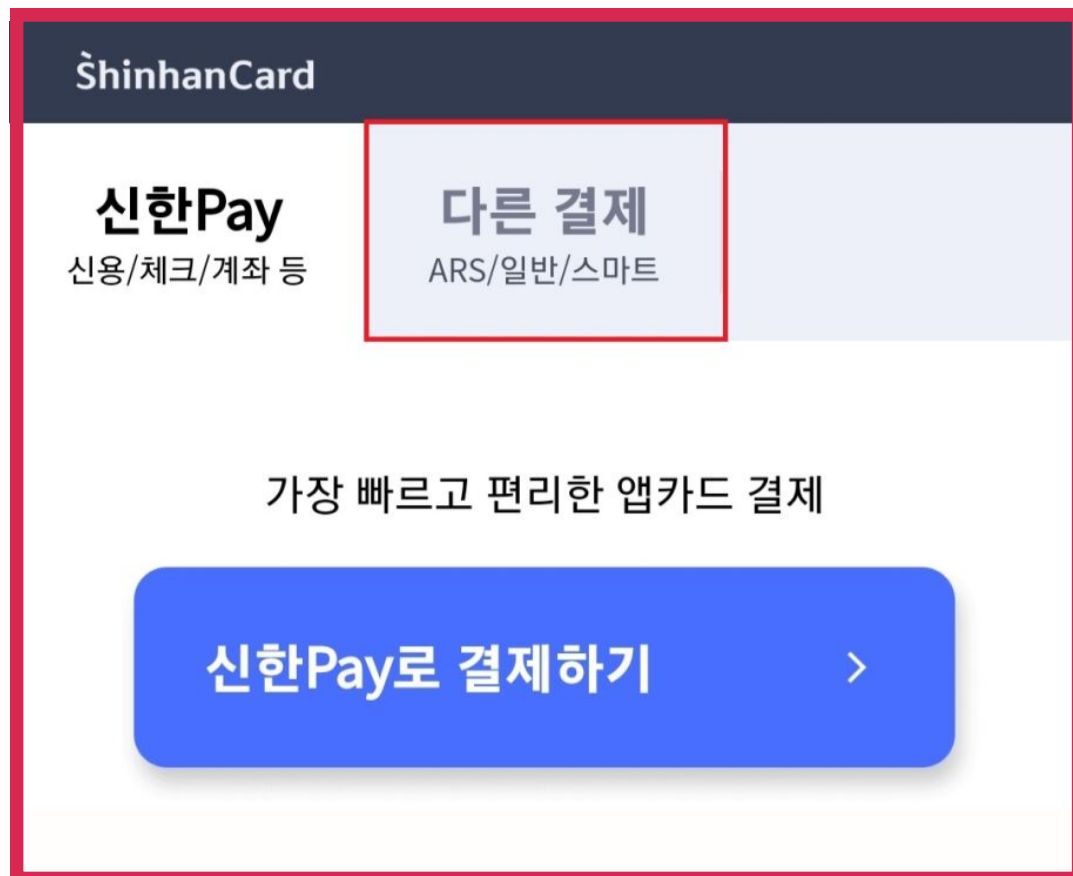 ShinhanCard
신한Pay
신용/체크/계좌 등
다른 결제
ARS/일반/스마트
가장 빠르고 편리한 앱카드 결제
신한Pay로 결제하기